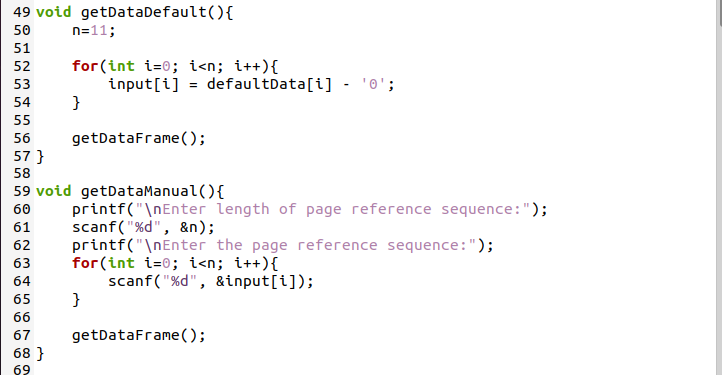 49 void getDataDefault(){
50     n=11;
51
52     for(int i=0; i<n; i++){
53         input[i] = defaultData[i] - '0';
54     }
55
56     getDataFrame();
57 }
58
59 void getDataManual(){
60     printf("\nEnter length of page reference sequence:");
61     scanf("%d", &n);
62     printf("\nEnter the page reference sequence:");
63     for(int i=0; i<n; i++){
64         scanf("%d", &input[i]);
65     }
66
67     getDataFrame();
68 }
69